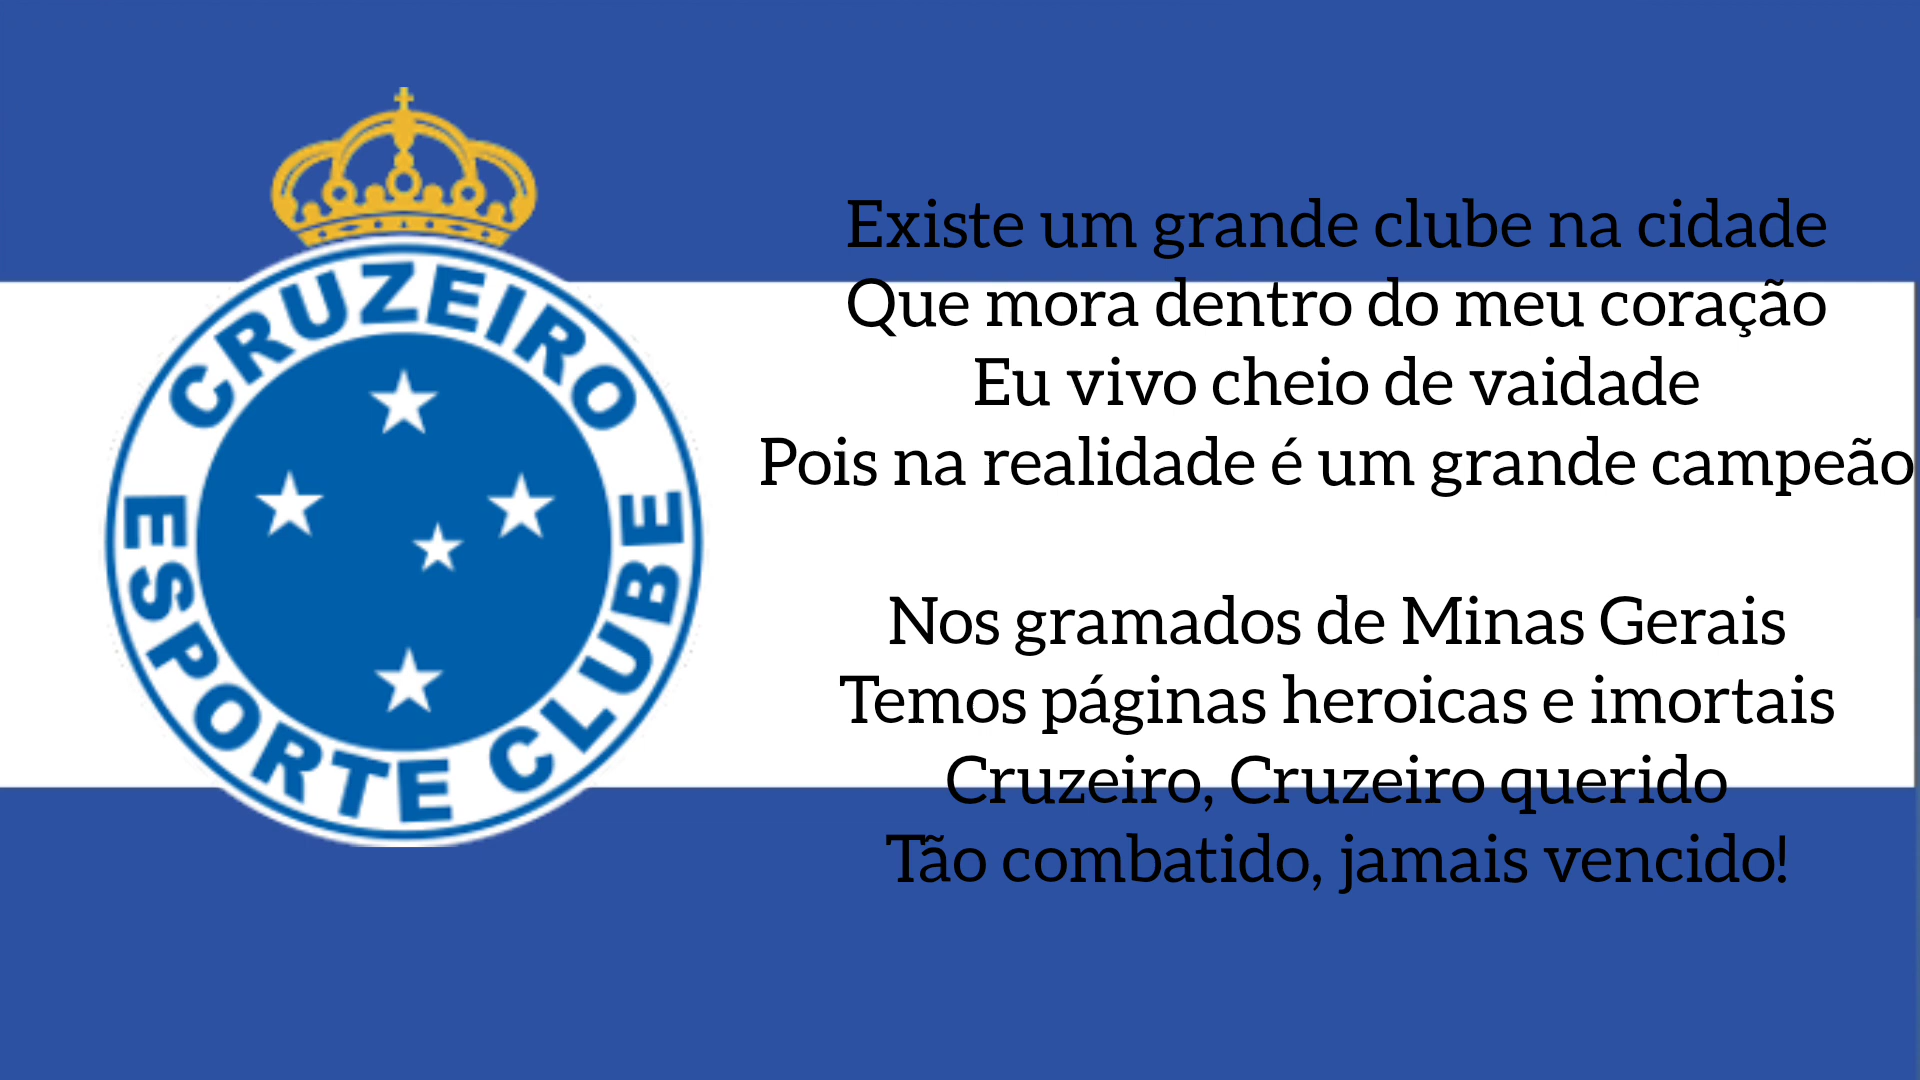 CRUZEIRO
ESPORTE CLUBE
Existe um grande clube na cidade
Que mora dentro do meu coração
Eu vivo cheio de vaidade
Pois na realidade é um grande campeão
Nos gramados de Minas Gerais
Temos páginas heroicas e imortais
Cruzeiro, Cruzeiro querido
Tão combatido, jamais vencido!